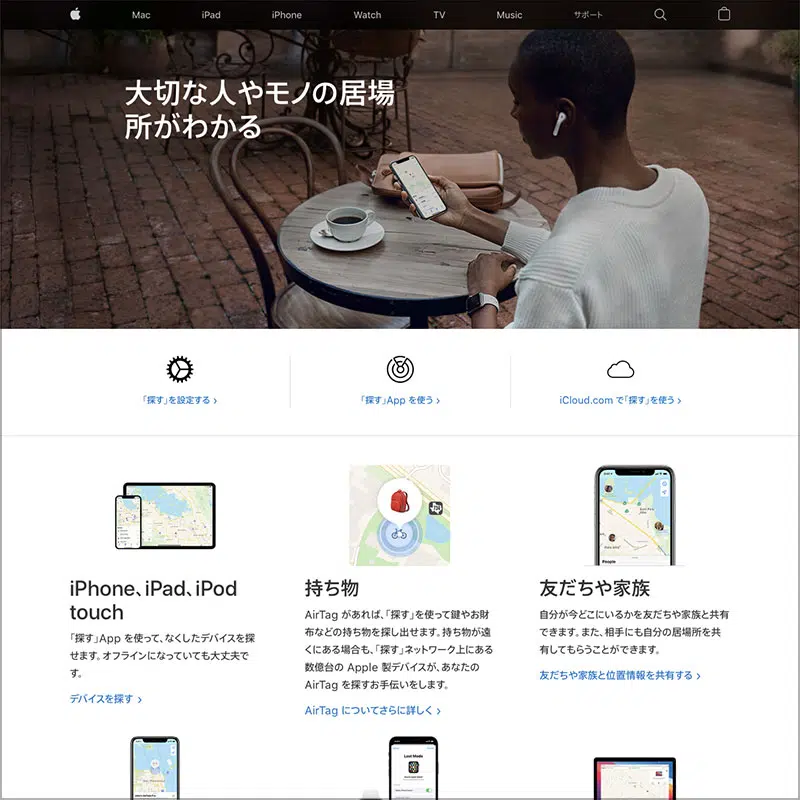 Mac iPad iPhone Watch TV Music サポート
大切な人やモノの居場
所がわかる
「探す」を設定する ›
「探す」App を使う ›
iCloud.com で「探す」を使う ›
iPhone、iPad、iPod
touch
「探す」App を使って、なくしたデバイスを探
せます。オフラインになっていても大丈夫で
す。
デバイスを探す ›
持ち物
AirTag があれば、「探す」を使って鍵やお財
布などの持ち物を探し出せます。持ち物が遠
くにある場合も、「探す」ネットワーク上にある
数億台の Apple 製デバイスが、あなたの
AirTag を探すお手伝いをします。
AirTag についてさらに詳しく ›
友だちや家族
自分が今どこにいるかを友だちや家族と共有
できます。また、相手にも自分の居場所を共
有してもらうことができます。
友だちや家族と位置情報を共有する ›
People
Lost Mode